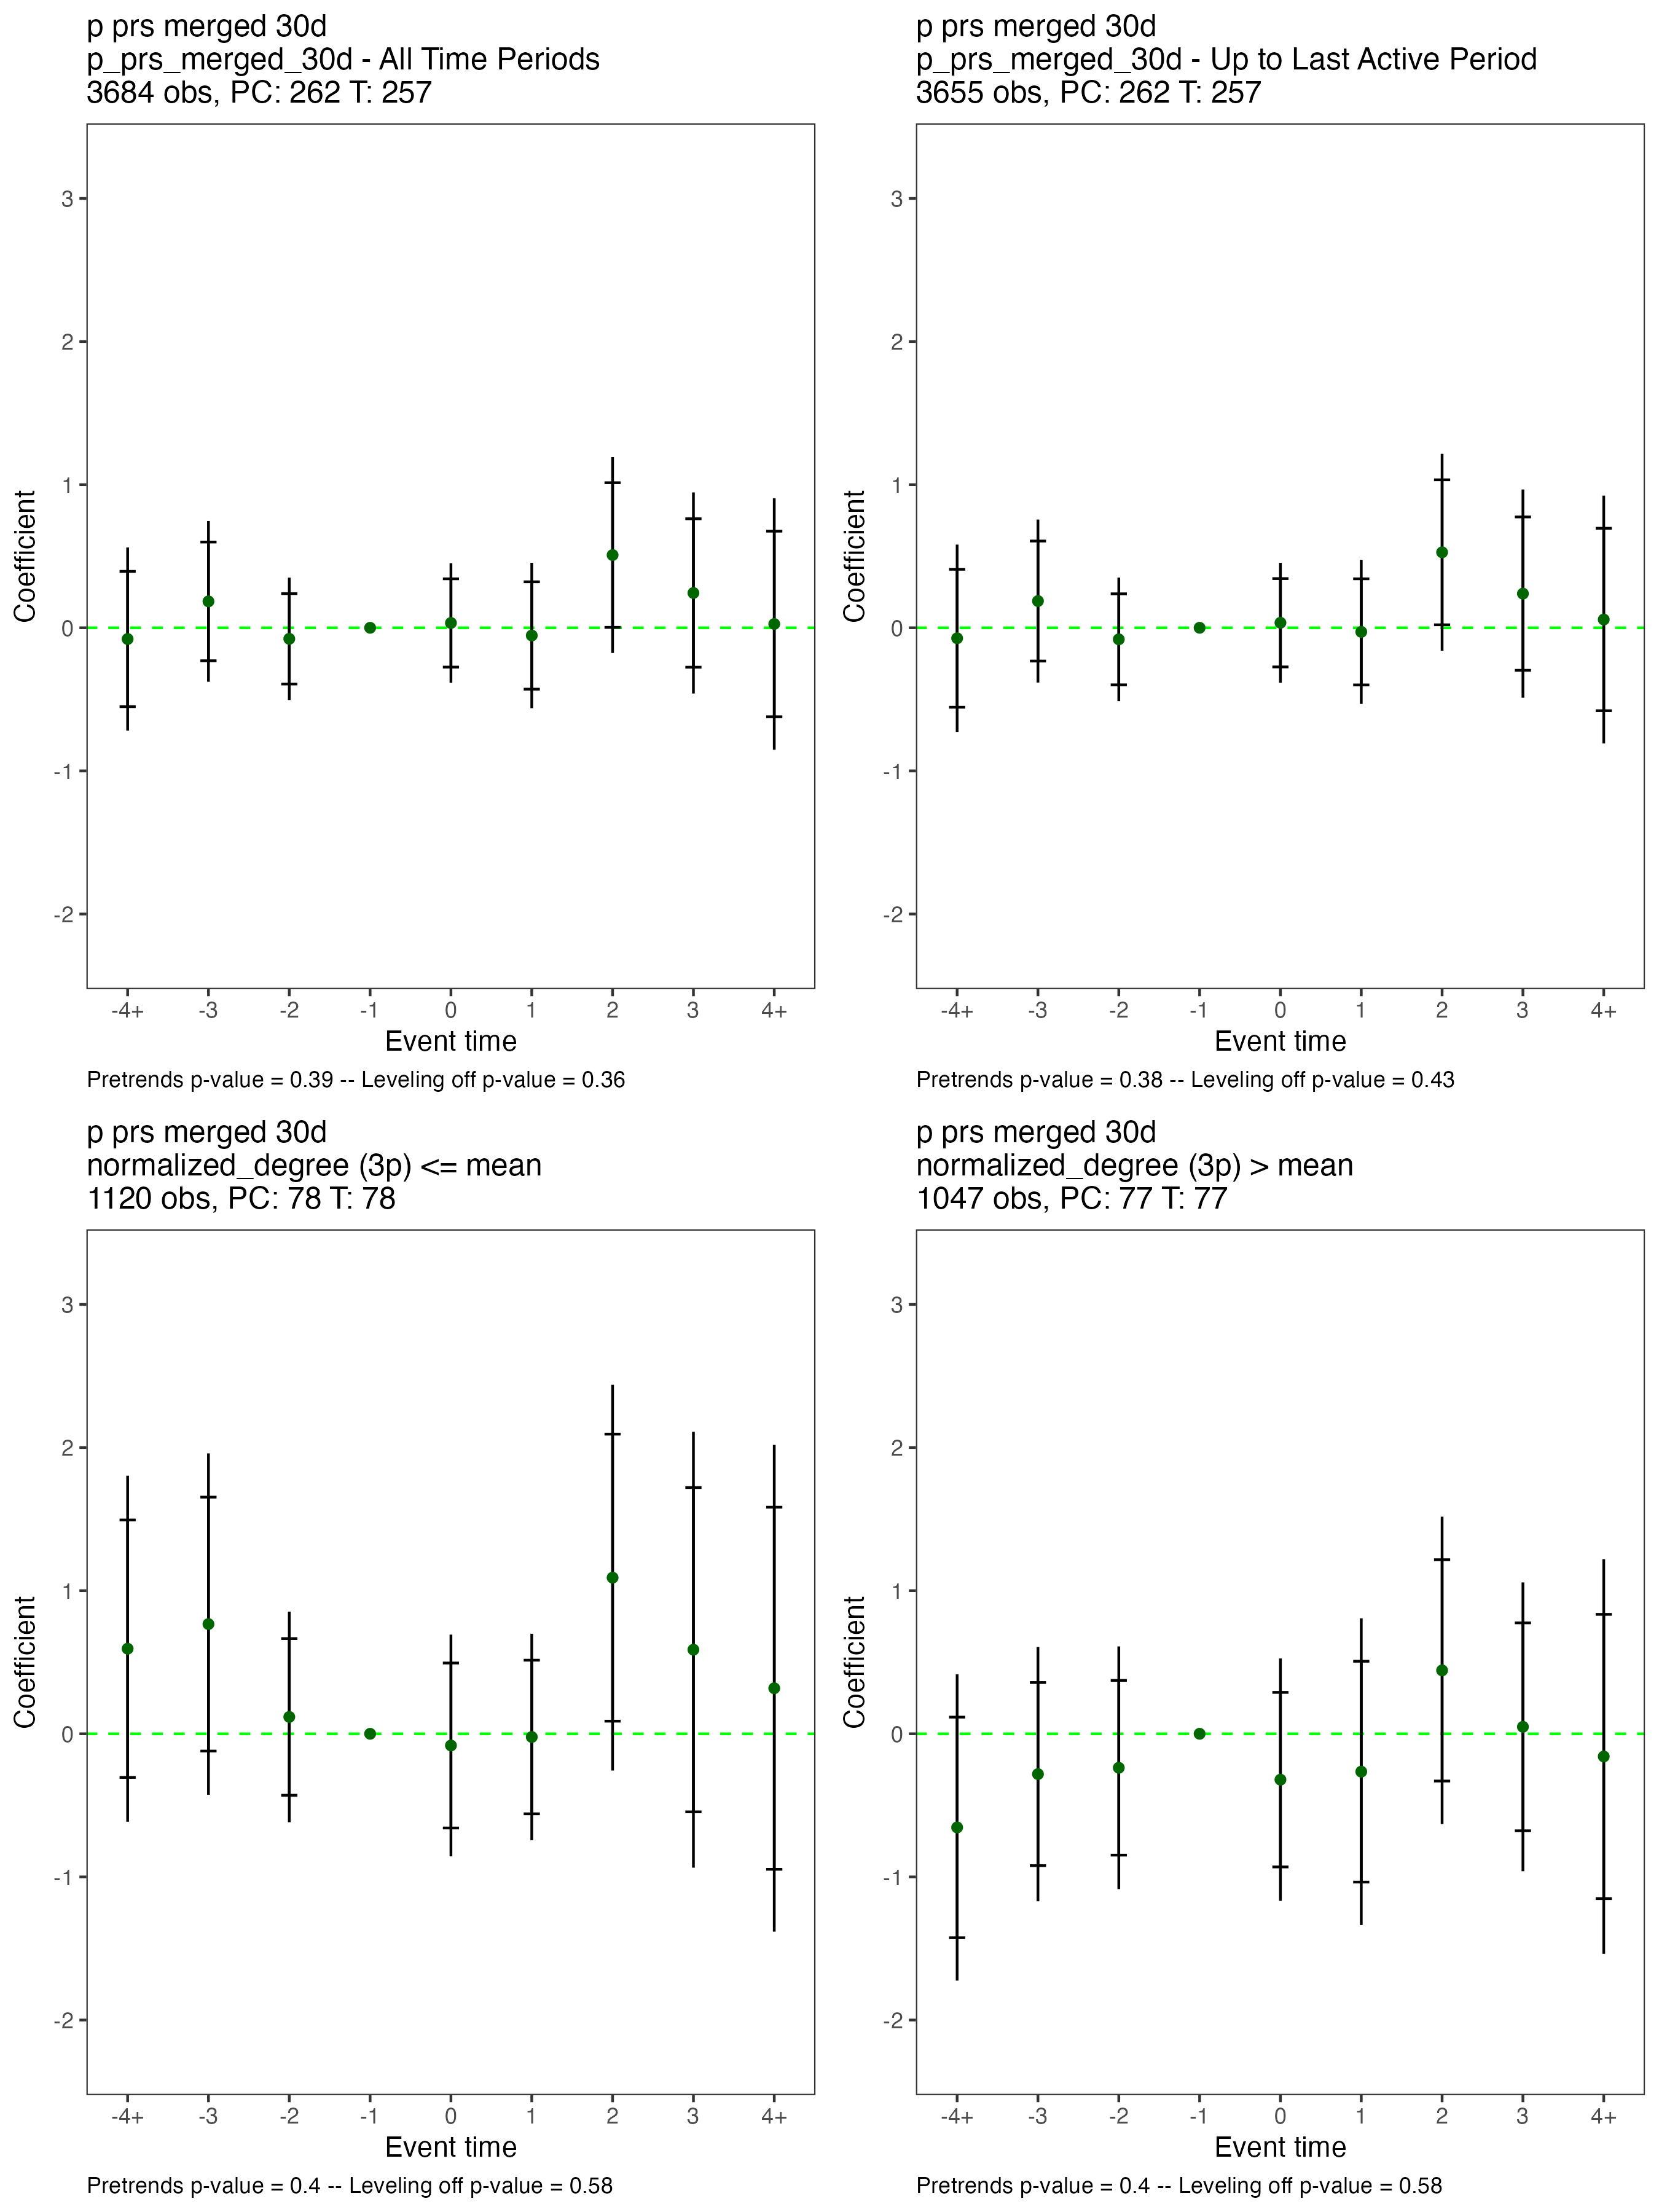 p prs merged 30d
p_prs_merged_30d - All Time Periods
3684 obs, PC: 262 T: 257
3
2
1
0
-1
-2
Coefficient
-4+ -3 -2 -1 0 1 2 3 4+
Event time
Pretrends p-value = 0.39 -- Leveling off p-value = 0.36
p prs merged 30d
p_prs_merged_30d - Up to Last Active Period
3655 obs, PC: 262 T: 257
3
2
1
0
-1
-2
Coefficient
-4+ -3 -2 -1 0 1 2 3 4+
Event time
Pretrends p-value = 0.38 -- Leveling off p-value = 0.43
p prs merged 30d
normalized_degree (3p) <= mean
1120 obs, PC: 78 T: 78
3
2
1
0
-1
-2
Coefficient
-4+ -3 -2 -1 0 1 2 3 4+
Event time
Pretrends p-value = 0.4 -- Leveling off p-value = 0.58
p prs merged 30d
normalized_degree (3p) > mean
1047 obs, PC: 77 T: 77
3
2
1
0
-1
-2
Coefficient
-4+ -3 -2 -1 0 1 2 3 4+
Event time
Pretrends p-value = 0.4 -- Leveling off p-value = 0.58